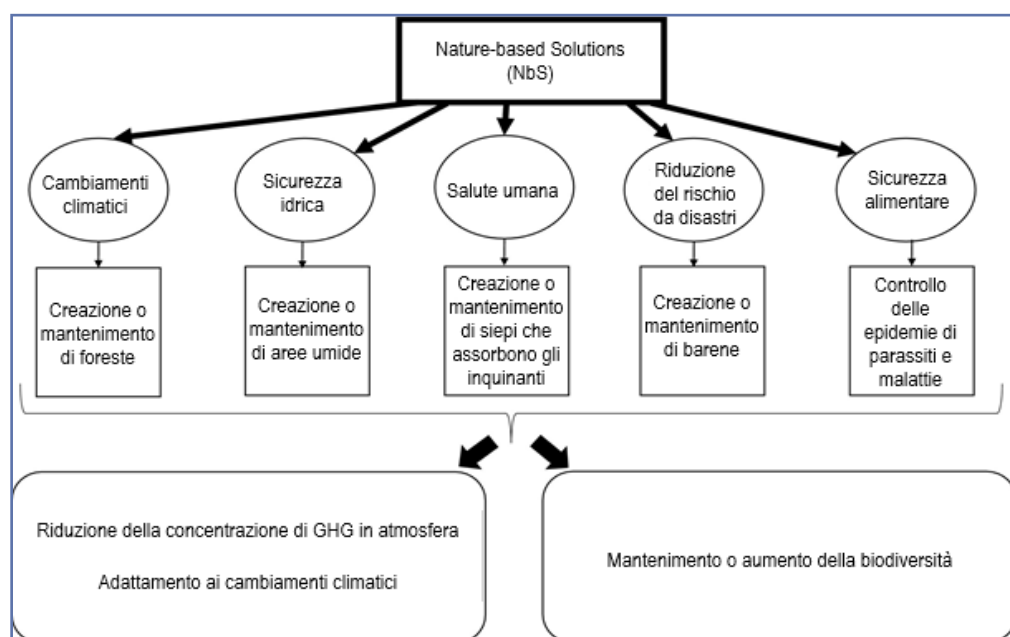 Nature-based Solutions
(NbS)
Cambiamenti
climatici
Sicurezza
idrica
Salute umana
Riduzione
del rischio
da disastri
Sicurezza
alimentare
Creazione o
mantenimento
di foreste
Creazione o
mantenimento
di aree umide
Creazione o
mantenimento
di siepi che
assorbono gli
inquinanti
Creazione o
mantenimento
di barene
Controllo
delle
epidemie di
parassiti e
malattie
Riduzione della concentrazione di GHG in atmosfera
Adattamento ai cambiamenti climatici
Mantenimento o aumento della biodiversità